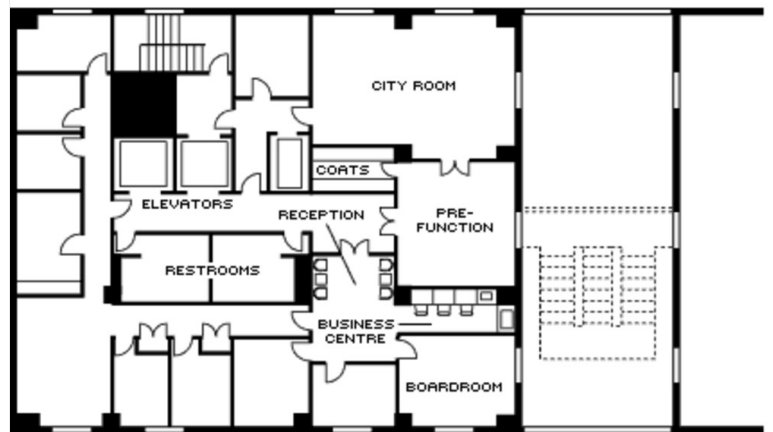 CITY ROOM
COATS
ELEVATORS
RECEPTION
PRE-
FUNCTION
RESTROOMS
BUSINESS
CENTRE
BOARDROOM